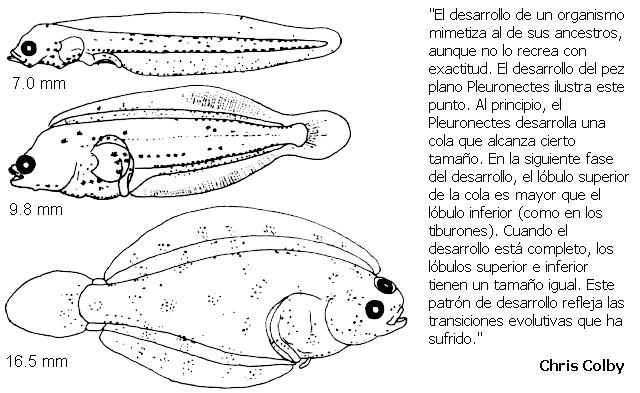 "El desarrollo de un organismo
mimetiza al de sus ancestros,
aunque no lo recrea con
exactitud. El desarrollo del pez
plano Pleuronectes ilustra este
punto. Al principio, el
Pleuronectes desarrolla una
cola que alcanza cierto
tamaño. En la siguiente fase
del desarrollo, el lóbulo superior
de la cola es mayor que el
lóbulo inferior (como en los
tiburones). Cuando el
desarrollo está completo, los
lóbulos superior e inferior
tienen un tamaño igual. Este
patrón de desarrollo refleja las
transiciones evolutivas que ha
sufrido."
Chris Colby
7.0 mm
9.8 mm
16.5 mm